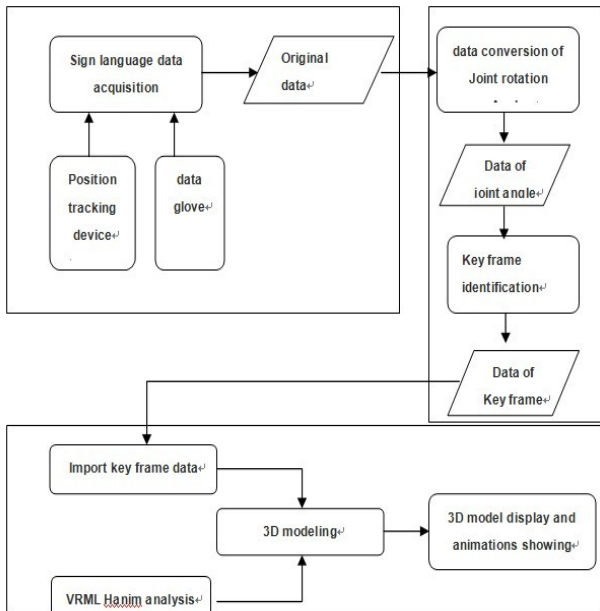 Sign language data
acquisition
Original
data
data conversion of
Joint rotation
Position
tracking
device
data
glove
Data of
joint angle
Key frame
identification
Data of
Key frame
Import key frame data
3D modeling
3D model display and
animations showing
VRML Hanim analysis